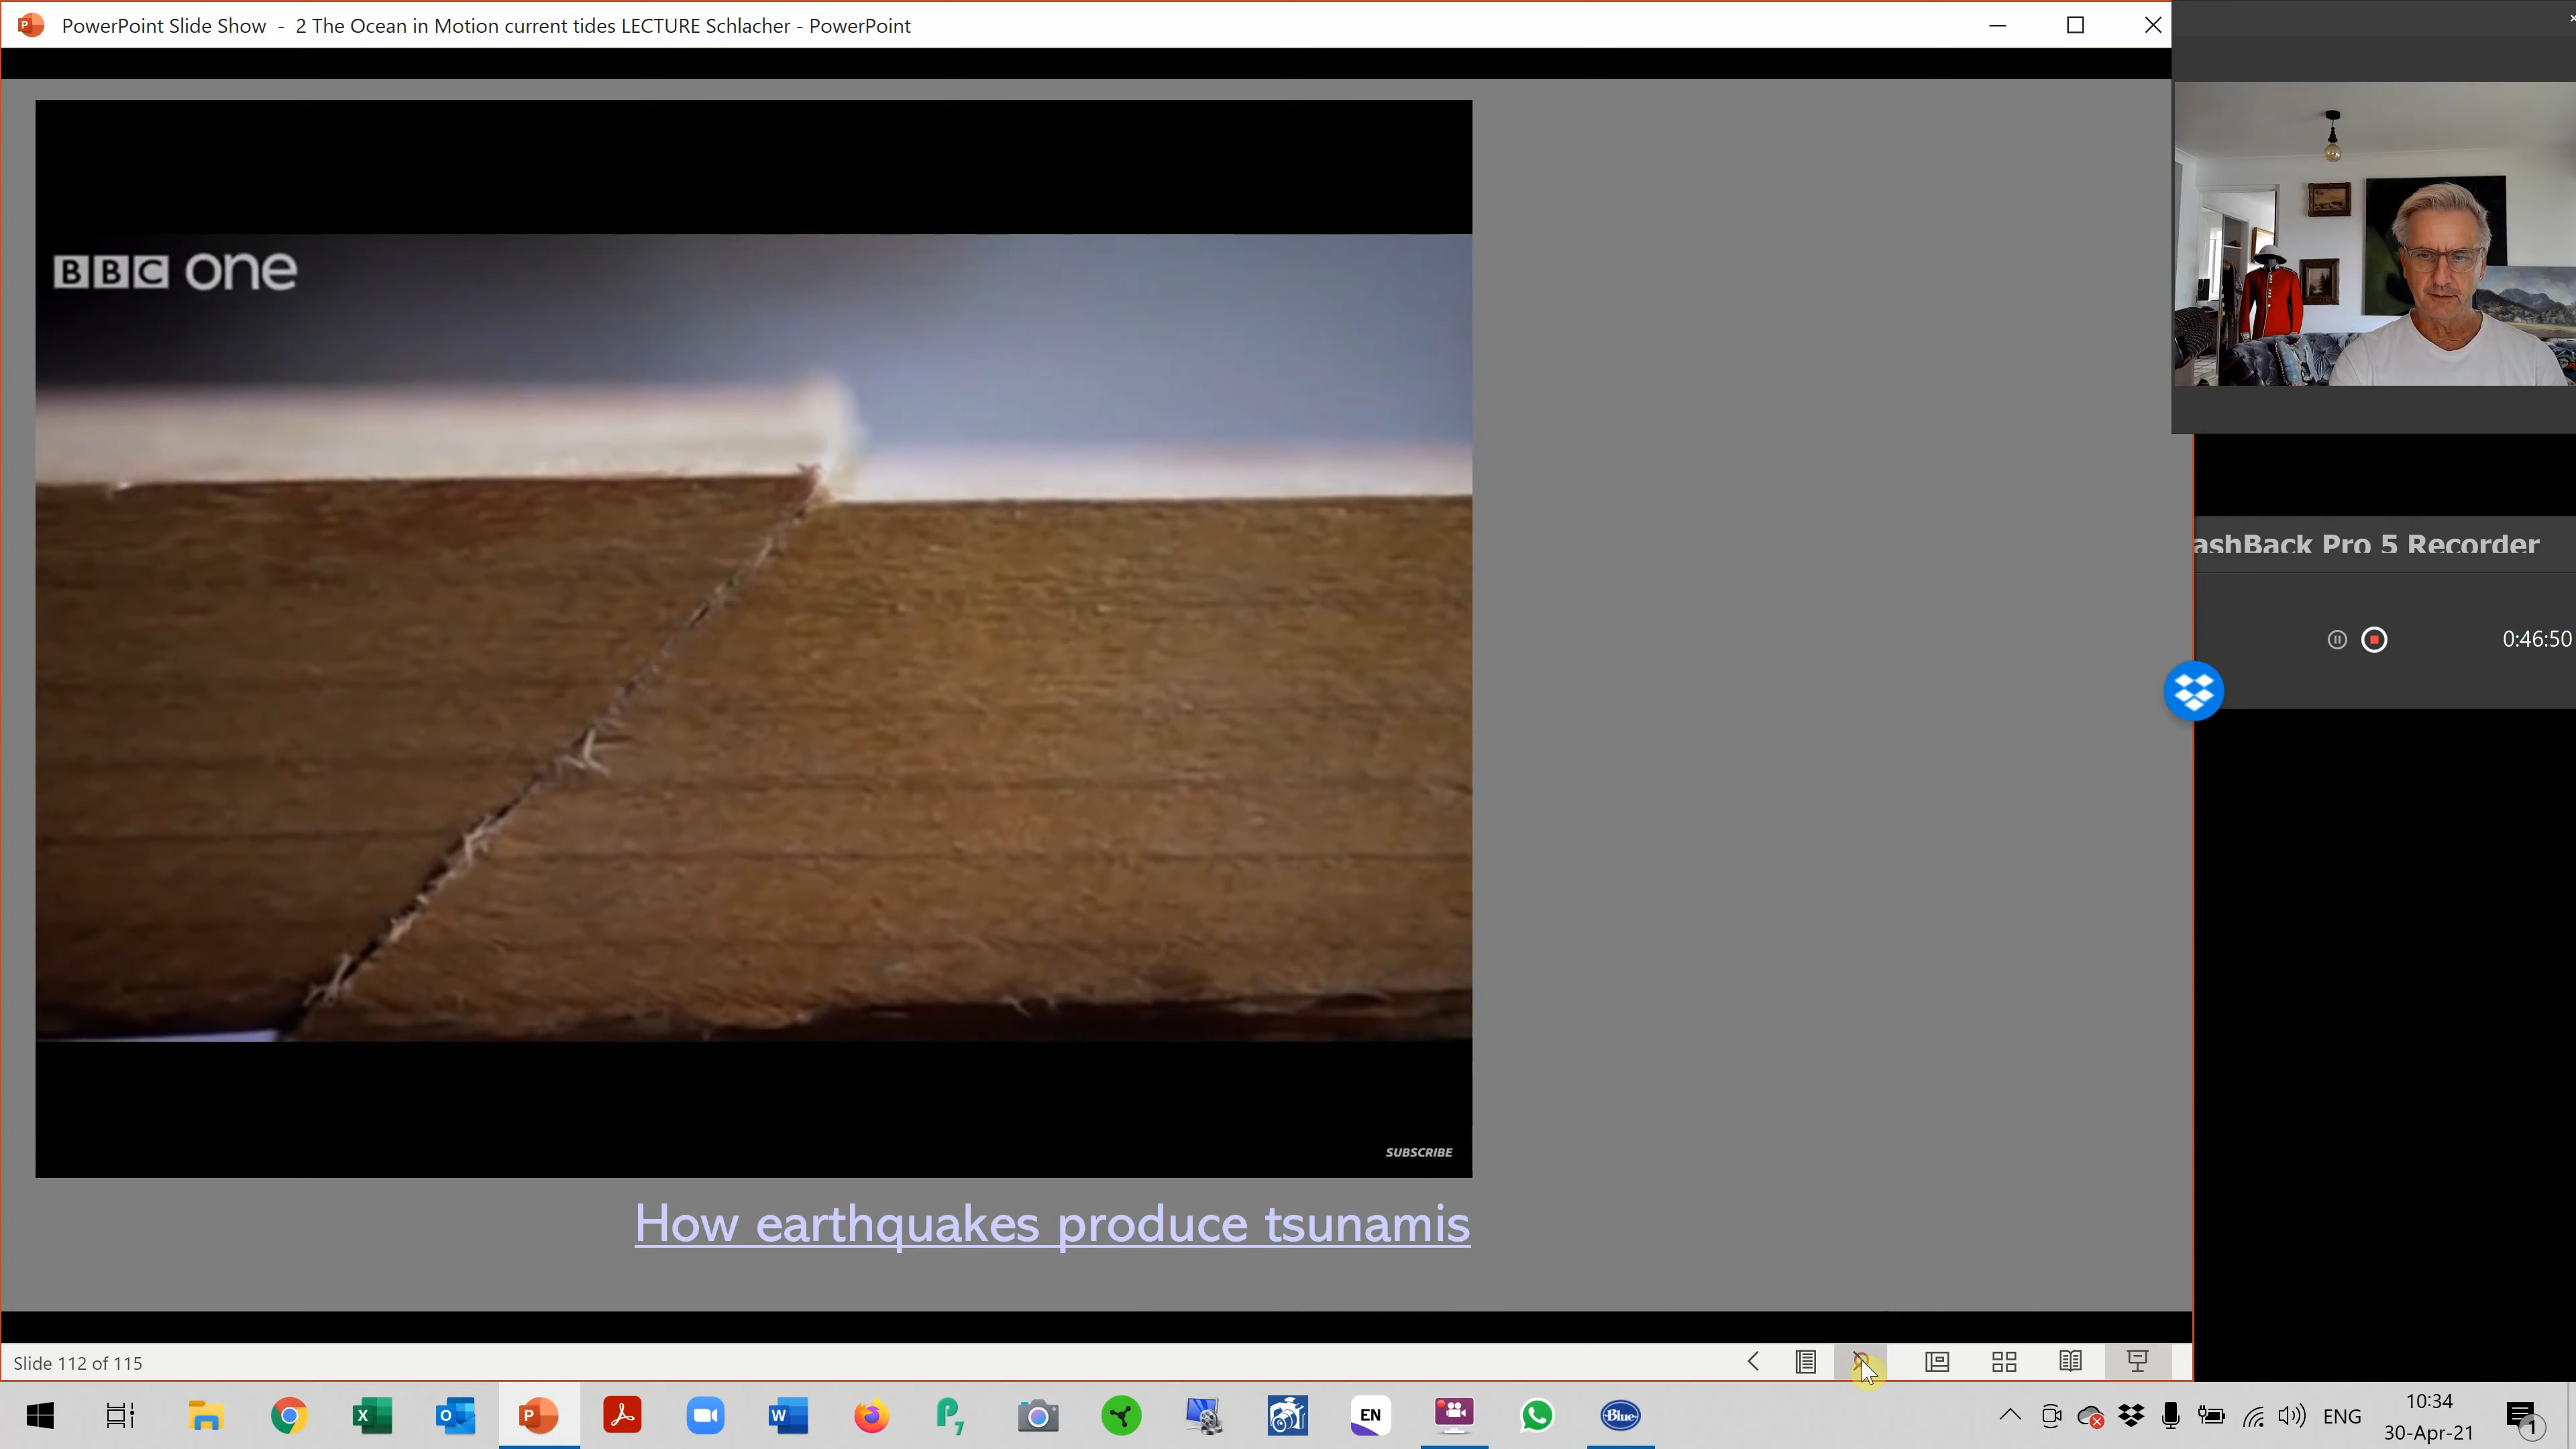 PowerPoint Slide Show - 2 The Ocean in Motion current tides LECTURE Schlacher - PowerPoint
BBC one
ashBack Pro 5 Recorder
0:46:50
SUBSCRIBE
How earthquakes produce tsunamis
Slide 112 of 115
EN
Blue
ENG
10:34
30-Apr-21
1